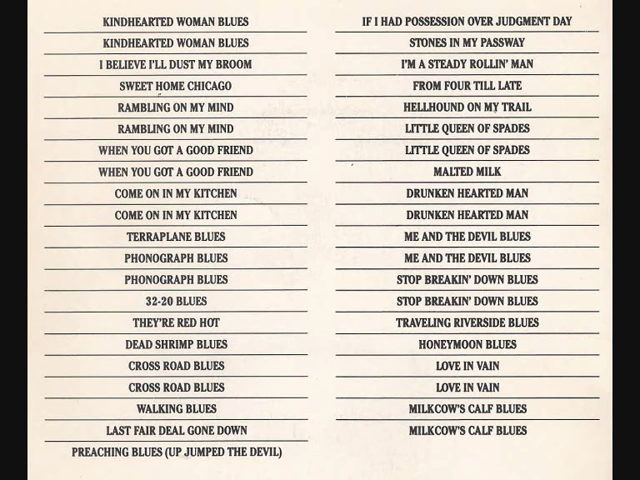 KINDHEARTED WOMAN BLUES
KINDHEARTED WOMAN BLUES
I BELIEVE I'LL DUST MY BROOM
SWEET HOME CHICAGO
RAMBLING ON MY MIND
RAMBLING ON MY MIND
WHEN YOU GOT A GOOD FRIEND
WHEN YOU GOT A GOOD FRIEND
COME ON IN MY KITCHEN
COME ON IN MY KITCHEN
TERRAPLANE BLUES
PHONOGRAPH BLUES
PHONOGRAPH BLUES
32-20 BLUES
THEY'RE RED HOT
DEAD SHRIMP BLUES
CROSS ROAD BLUES
CROSS ROAD BLUES
WALKING BLUES
LAST FAIR DEAL GONE DOWN
PREACHING BLUES (UP JUMPED THE DEVIL)
IF I HAD POSSESSION OVER JUDGMENT DAY
STONES IN MY PASSWAY
I'M A STEADY ROLLIN' MAN
FROM FOUR TILL LATE
HELLHOUND ON MY TRAIL
LITTLE QUEEN OF SPADES
LITTLE QUEEN OF SPADES
MALTED MILK
DRUNKEN HEARTED MAN
DRUNKEN HEARTED MAN
ME AND THE DEVIL BLUES
ME AND THE DEVIL BLUES
STOP BREAKIN' DOWN BLUES
STOP BREAKIN' DOWN BLUES
TRAVELING RIVERSIDE BLUES
HONEYMOON BLUES
LOVE IN VAIN
LOVE IN VAIN
MILKCOW'S CALF BLUES
MILKCOW'S CALF BLUES